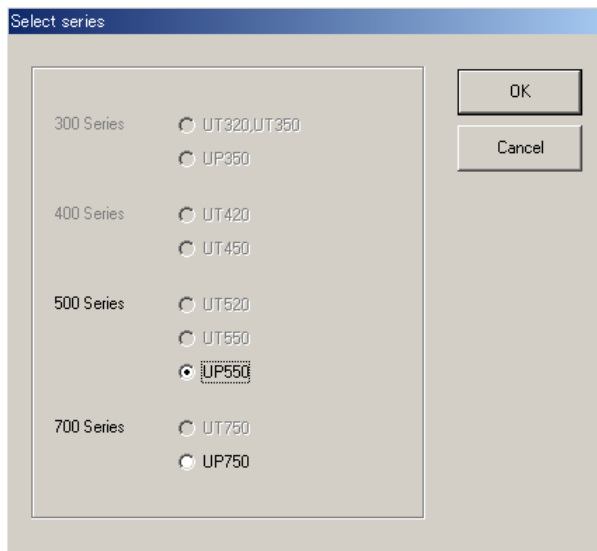 Select series
OK
Cancel
300 Series
UT320,UT350
UP350
400 Series
UT420
UT450
500 Series
UT520
UT550
UP550
700 Series
UT750
UP750